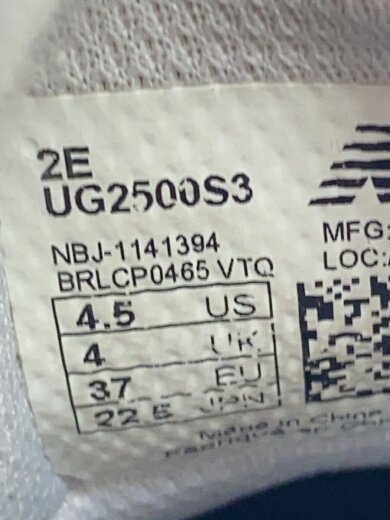 2E
UG2500S3
NBJ-1141394
BRLCP0465 VTQ
4.5 US
4 UK
37 EU
22.5 JPN
MFG:
LOC:
Made in China